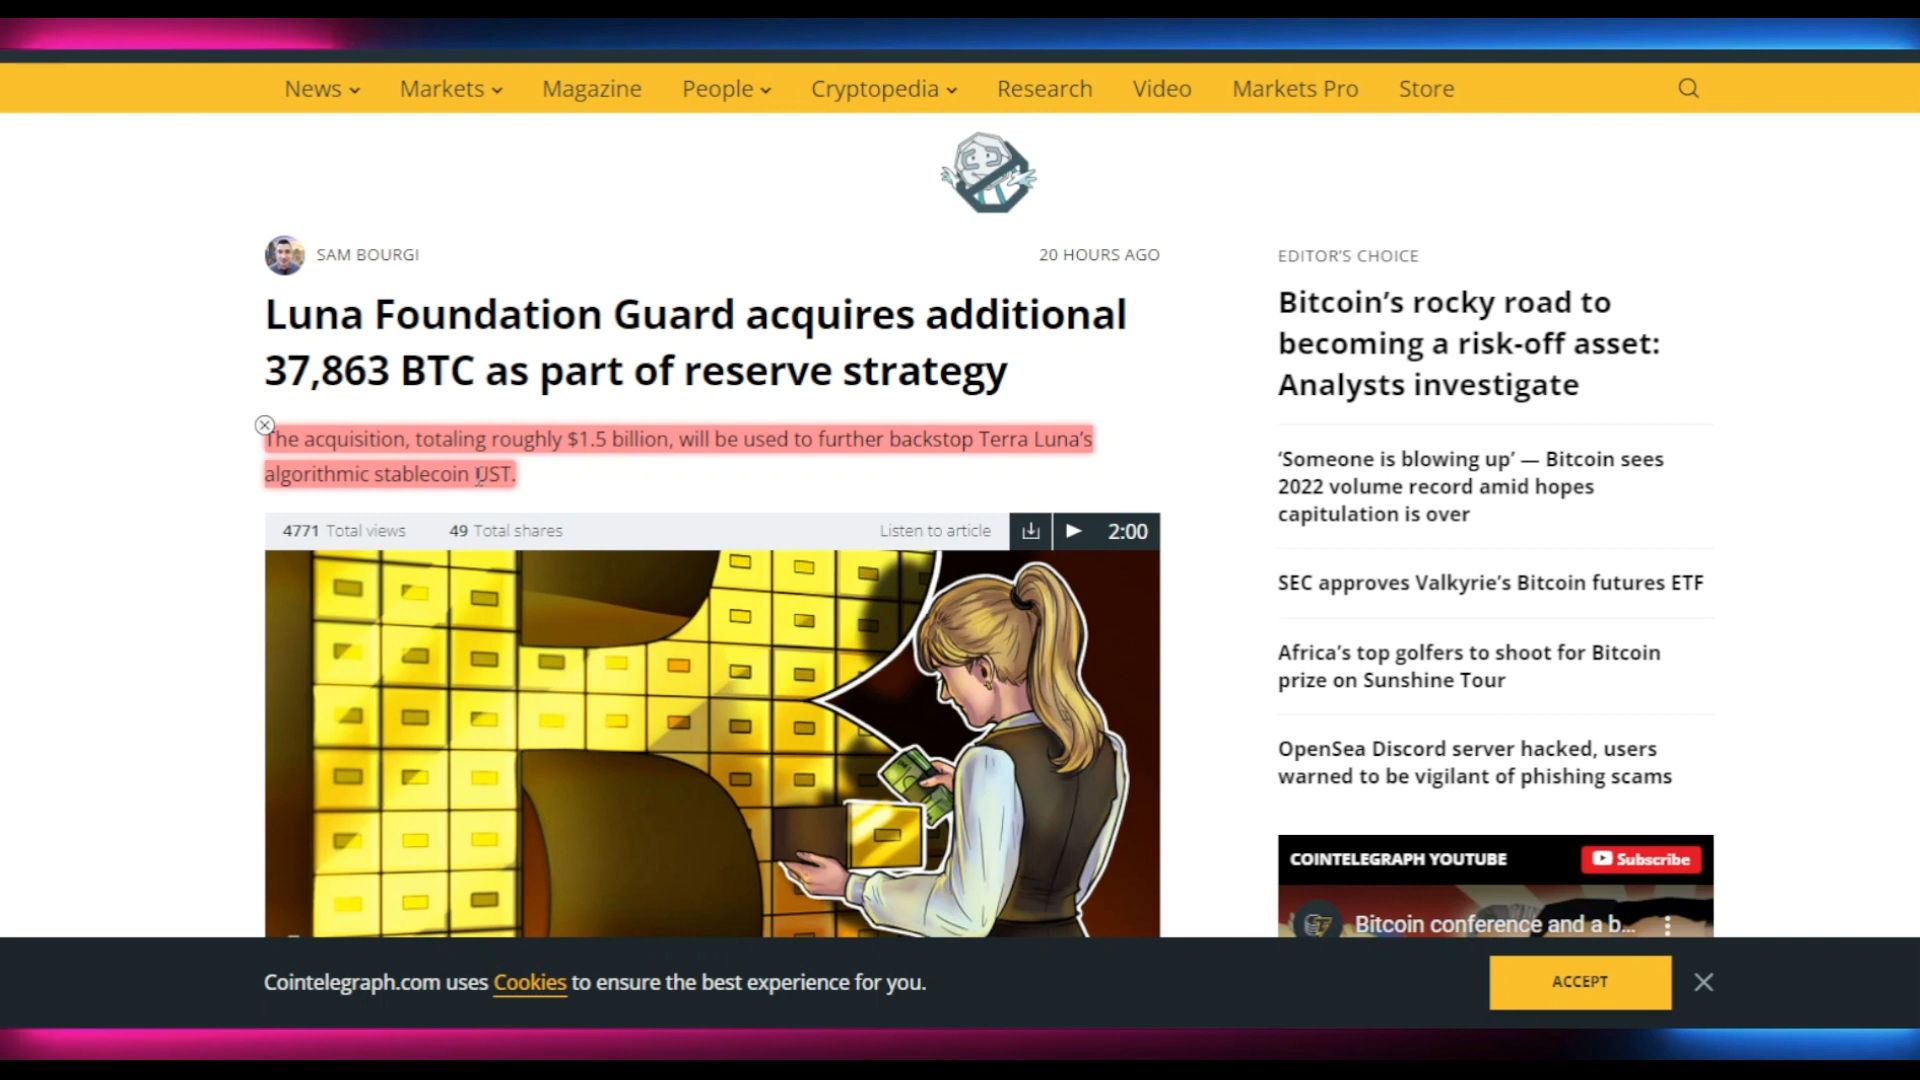 News Markets Magazine People Cryptopedia Research Video Markets Pro Store
SAM BOURGI
20 HOURS AGO
Luna Foundation Guard acquires additional
37,863 BTC as part of reserve strategy
The acquisition, totaling roughly $1.5 billion, will be used to further backstop Terra Luna's
algorithmic stablecoin UST.
4771 Total views 49 Total shares Listen to article 2:00
EDITOR'S CHOICE
Bitcoin's rocky road to
becoming a risk-off asset:
Analysts investigate
'Someone is blowing up' — Bitcoin sees
2022 volume record amid hopes
capitulation is over
SEC approves Valkyrie's Bitcoin futures ETF
Africa's top golfers to shoot for Bitcoin
prize on Sunshine Tour
OpenSea Discord server hacked, users
warned to be vigilant of phishing scams
COINTELEGRAPH YOUTUBE Subscribe
Bitcoin conference and a b...
Cointelegraph.com uses Cookies to ensure the best experience for you.
ACCEPT